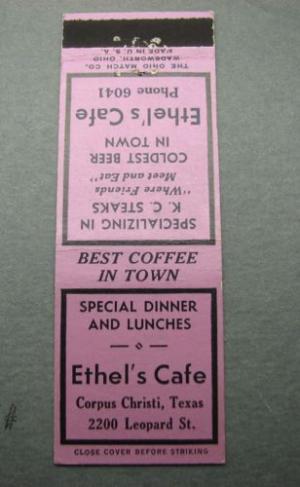 THE OHIO MATCH CO.
WADSWORTH, OHIO
MADE IN U. S. A.
SPECIALIZING IN
K. C. STEAKS
"Where Friends
Meet and Eat"
COLDEST BEER
IN TOWN
Ethel's Cafe
Phone 6041
BEST COFFEE
IN TOWN
SPECIAL DINNER
AND LUNCHES
Ethel's Cafe
Corpus Christi, Texas
2200 Leopard St.
CLOSE COVER BEFORE STRIKING